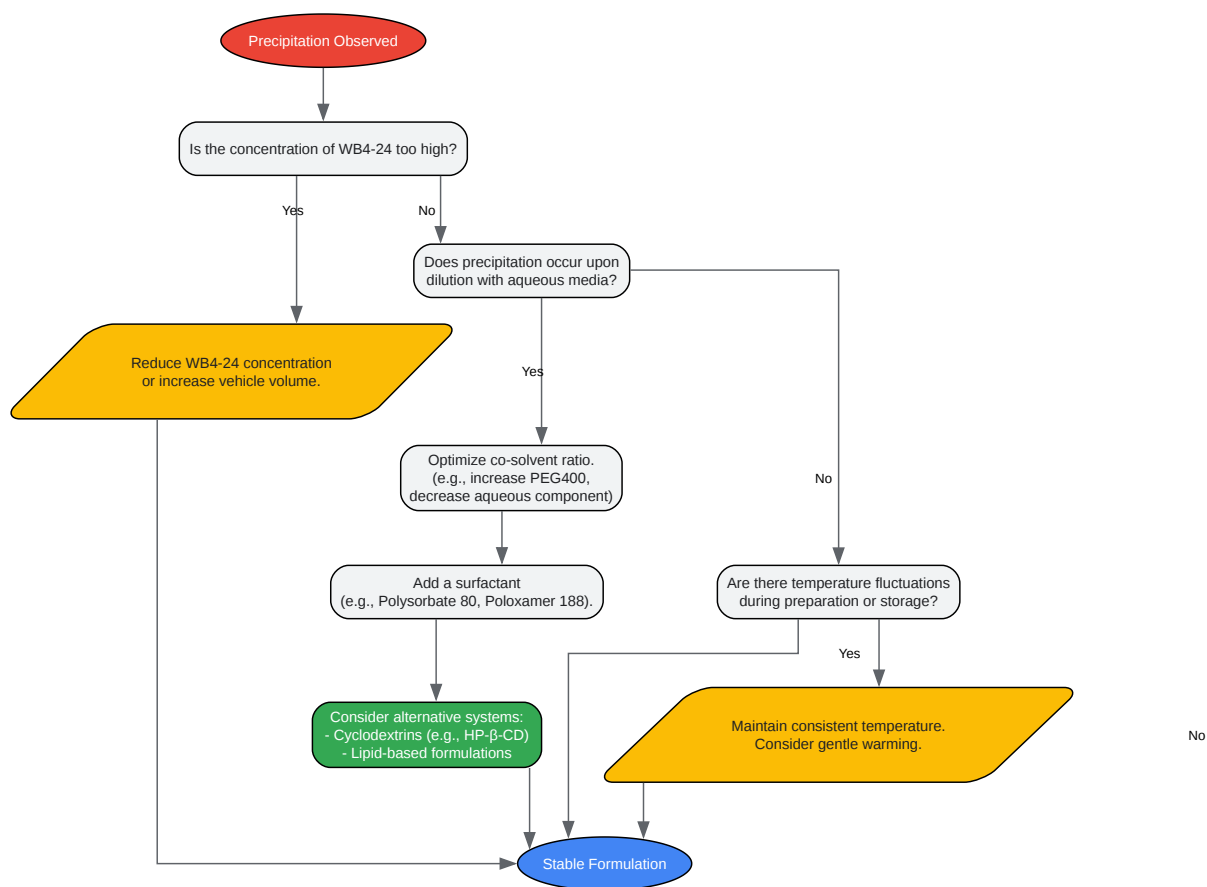 Precipitation Observed
Is the concentration of WB4-24 too high?
Yes
No
Does precipitation occur upon
dilution with aqueous media?
Reduce WB4-24 concentration
or increase vehicle volume.
Yes
Optimize co-solvent ratio.
(e.g., increase PEG400,
decrease aqueous component)
No
Add a surfactant
(e.g., Polysorbate 80, Poloxamer 188).
Are there temperature fluctuations
during preparation or storage?
Yes
Consider alternative systems:
- Cyclodextrins (e.g., HP-β-CD)
- Lipid-based formulations
Maintain consistent temperature.
Consider gentle warming.
No
Stable Formulation